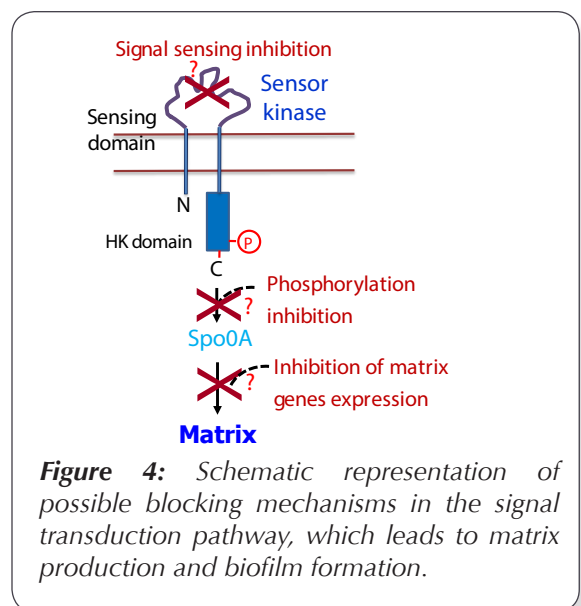 Signal sensing inhibition
?
Sensor
kinase
Sensing
domain
N
HK domain
P
C
Phosphorylation
inhibition
?
Spo0A
Inhibition of matrix
genes expression
?
Matrix
Figure 4: Schematic representation of
possible blocking mechanisms in the signal
transduction pathway, which leads to matrix
production and biofilm formation.